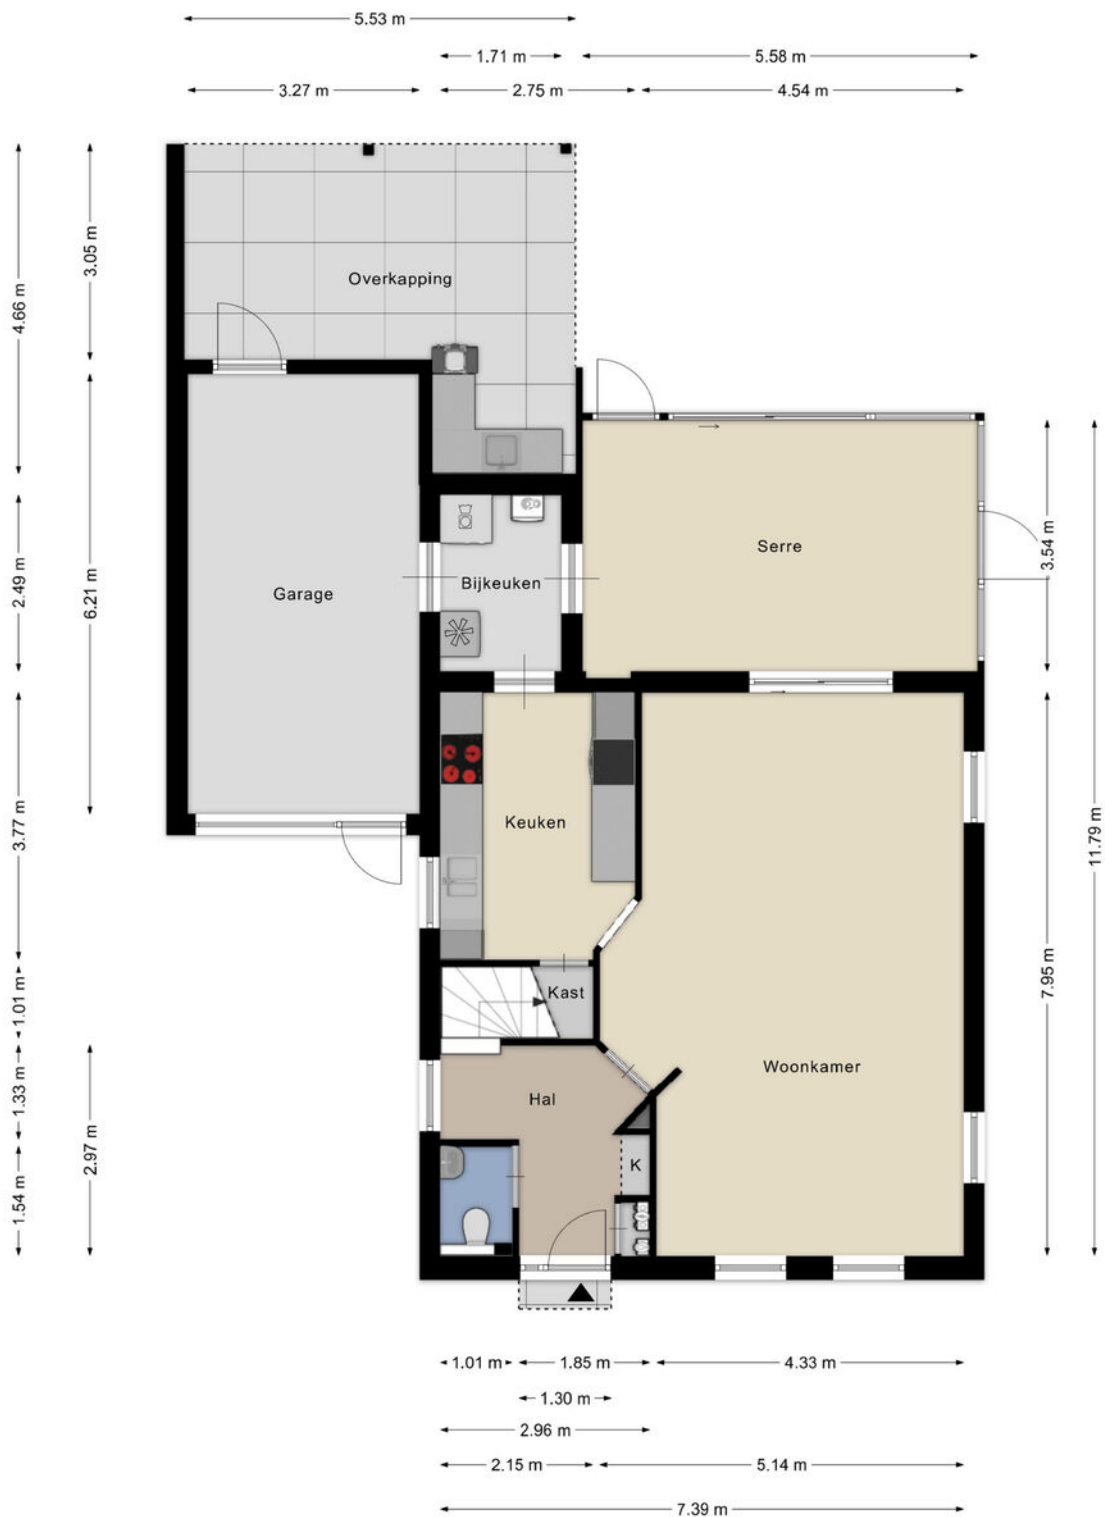 5.53 m
1.71 m
5.58 m
3.27 m
2.75 m
4.54 m
4.66 m
3.05 m
Overkapping
2.49 m
6.21 m
Garage
Bijkeuken
Serre
3.54 m
11.79 m
3.77 m
Keuken
7.95 m
1.01 m
Kast
1.33 m
2.97 m
Hal
Woonkamer
1.54 m
K
1.01 m
1.85 m
4.33 m
1.30 m
2.96 m
2.15 m
5.14 m
7.39 m